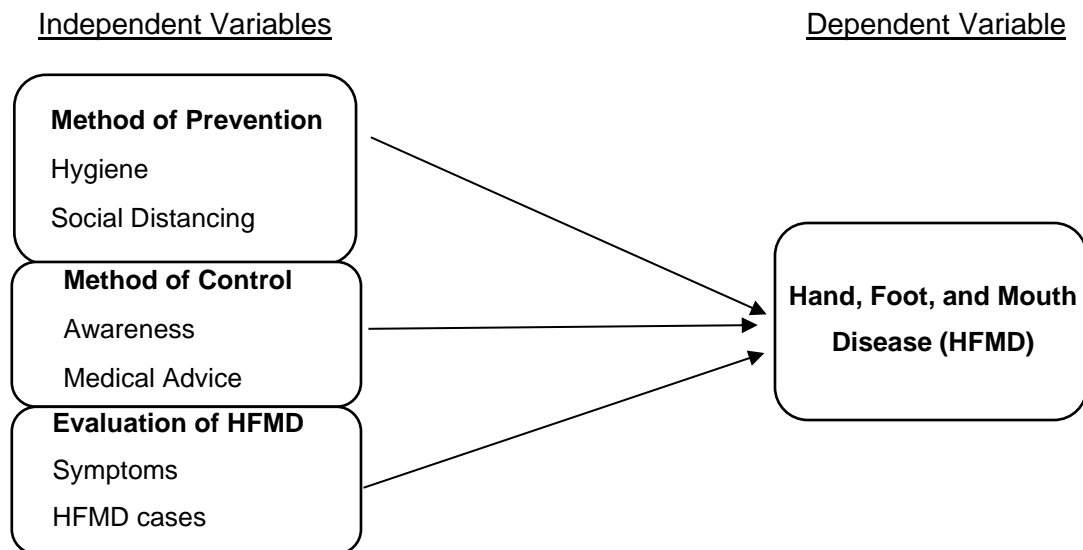 Independent Variables
Dependent Variable
Method of Prevention
Hygiene
Social Distancing
Method of Control
Awareness
Medical Advice
Evaluation of HFMD
Symptoms
HFMD cases
Hand, Foot, and Mouth
Disease (HFMD)